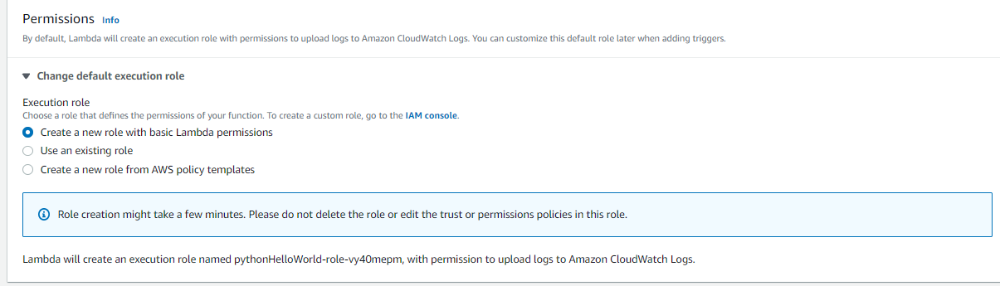 Permissions Info
By default, Lambda will create an execution role with permissions to upload logs to Amazon CloudWatch Logs. You can customize this default role later when adding triggers.
Change default execution role
Execution role
Choose a role that defines the permissions of your function. To create a custom role, go to the IAM console.
Create a new role with basic Lambda permissions
Use an existing role
Create a new role from AWS policy templates
Role creation might take a few minutes. Please do not delete the role or edit the trust or permissions policies in this role.
Lambda will create an execution role named pythonHelloWorld-role-vy40mepm, with permission to upload logs to Amazon CloudWatch Logs.